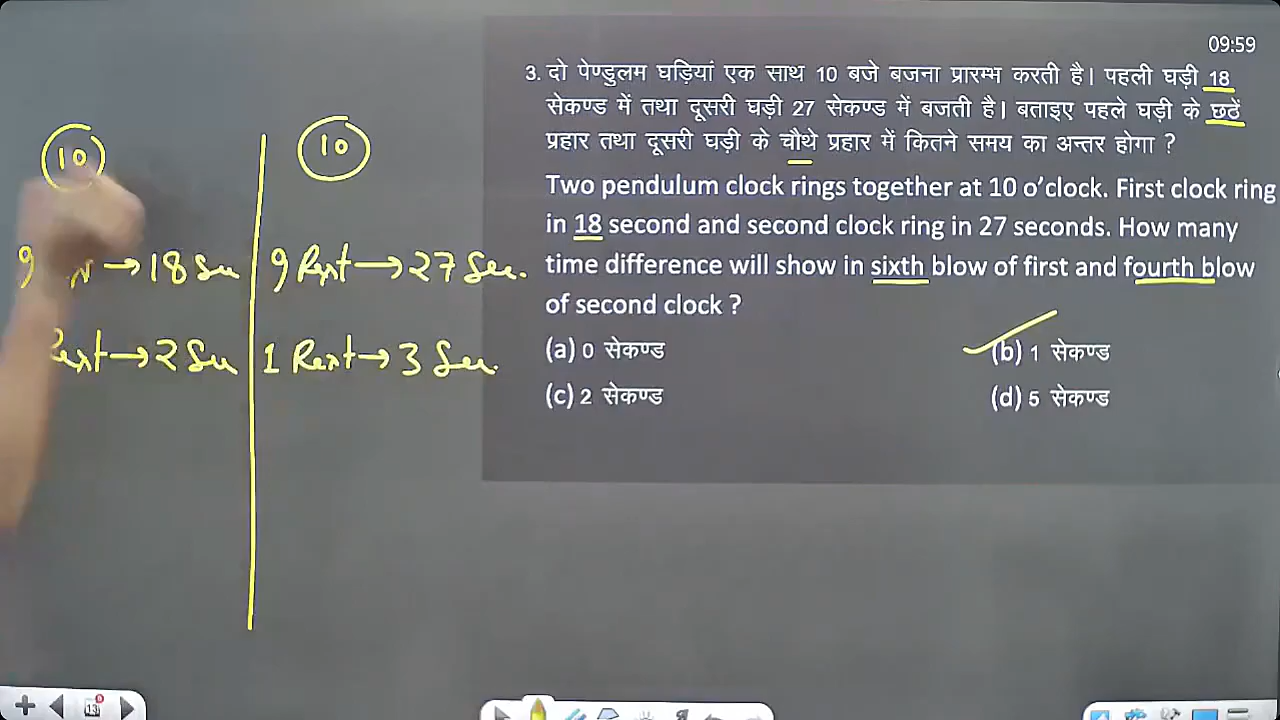 09:59
3. दो पेण्डुलम घड़ियां एक साथ 10 बजे बजना प्रारम्भ करती है। पहली घड़ी 18
सेकण्ड में तथा दूसरी घड़ी 27 सेकण्ड में बजती है। बताइए पहले घड़ी के छठें
प्रहार तथा दूसरी घड़ी के चौथे प्रहार में कितने समय का अन्तर होगा ?
Two pendulum clock rings together at 10 o'clock. First clock ring
in 18 second and second clock ring in 27 seconds. How many
time difference will show in sixth blow of first and fourth blow
of second clock ?
(a) 0 सेकण्ड (b) 1 सेकण्ड
(c) 2 सेकण्ड (d) 5 सेकण्ड
10 10
9 → 18 Sec 9 Rest → 27 Sec.
Rest → 2 Sec 1 Rest → 3 Sec.
13